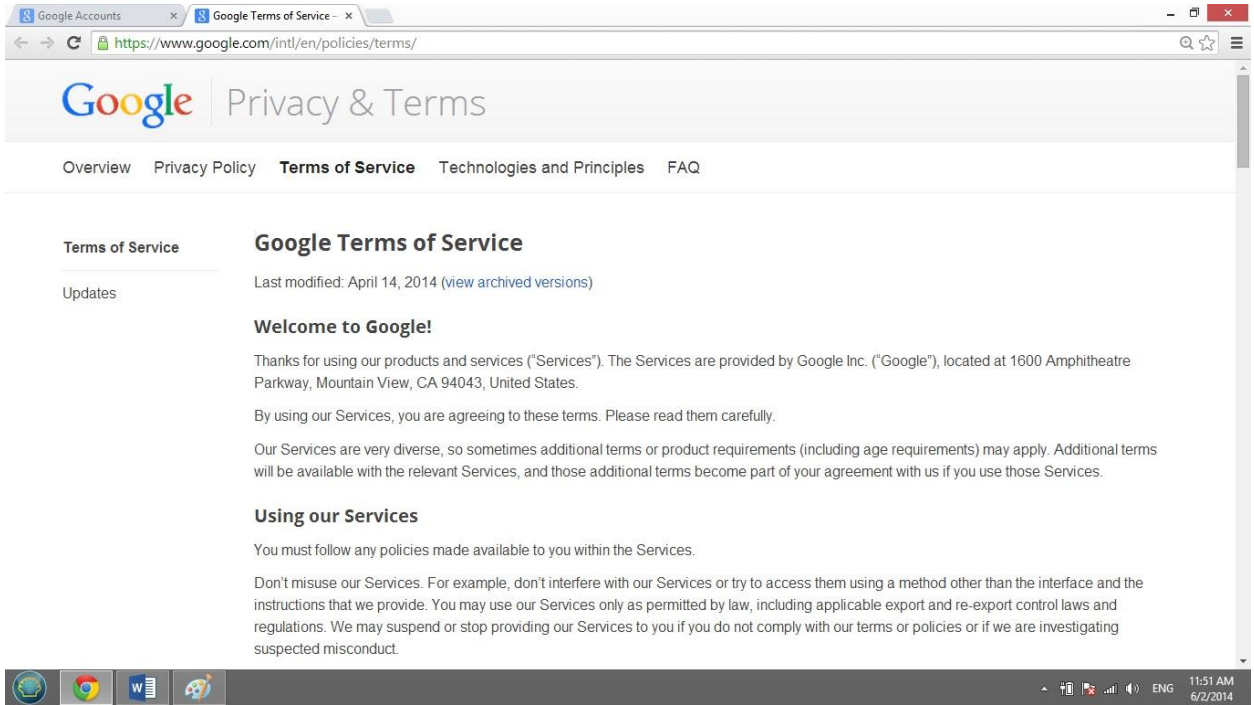 Google Accounts
Google Terms of Service –
https://www.google.com/intl/en/policies/terms/
Google Privacy & Terms
Overview Privacy Policy Terms of Service Technologies and Principles FAQ
Terms of Service
Updates
Google Terms of Service
Last modified: April 14, 2014 (view archived versions)
Welcome to Google!
Thanks for using our products and services (“Services”). The Services are provided by Google Inc. (“Google”), located at 1600 Amphitheatre
Parkway, Mountain View, CA 94043, United States.
By using our Services, you are agreeing to these terms. Please read them carefully.
Our Services are very diverse, so sometimes additional terms or product requirements (including age requirements) may apply. Additional terms
will be available with the relevant Services, and those additional terms become part of your agreement with us if you use those Services.
Using our Services
You must follow any policies made available to you within the Services.
Don’t misuse our Services. For example, don’t interfere with our Services or try to access them using a method other than the interface and the
instructions that we provide. You may use our Services only as permitted by law, including applicable export and re-export control laws and
regulations. We may suspend or stop providing our Services to you if you do not comply with our terms or policies or if we are investigating
suspected misconduct.
ENG
11:51 AM
6/2/2014